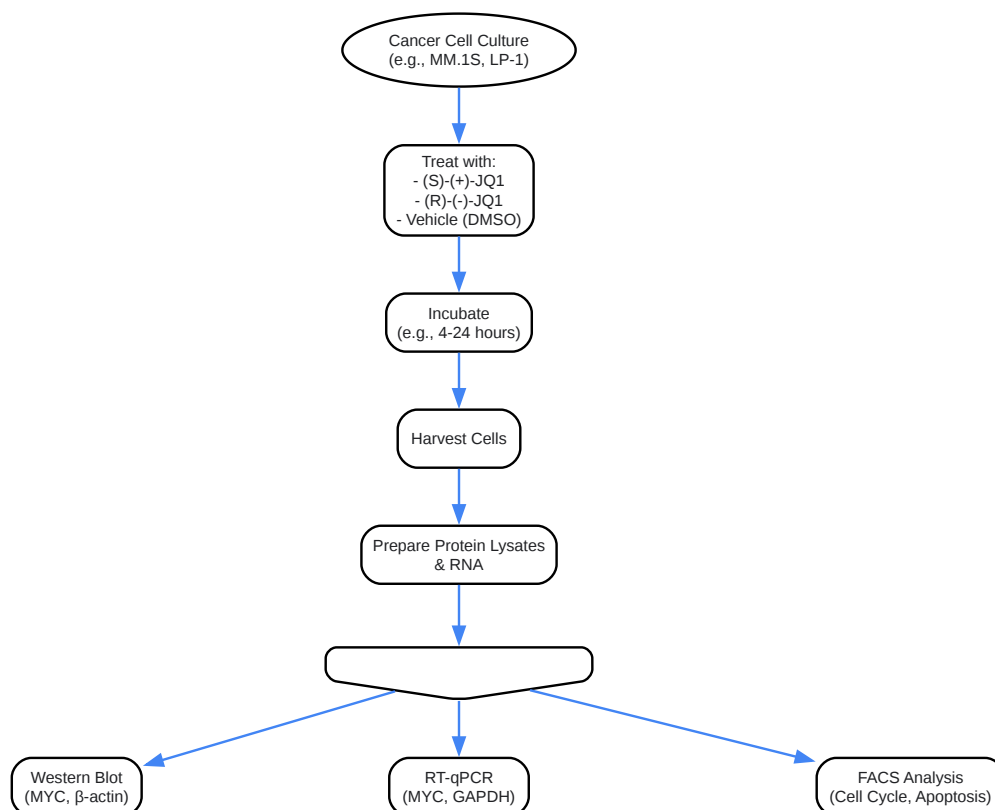 Cancer Cell Culture
(e.g., MM.1S, LP-1)
Treat with:
- (S)-(+)-JQ1
- (R)-(-)-JQ1
- Vehicle (DMSO)
Incubate
(e.g., 4-24 hours)
Harvest Cells
Prepare Protein Lysates
& RNA
Western Blot
(MYC, β-actin)
RT-qPCR
(MYC, GAPDH)
FACS Analysis
(Cell Cycle, Apoptosis)